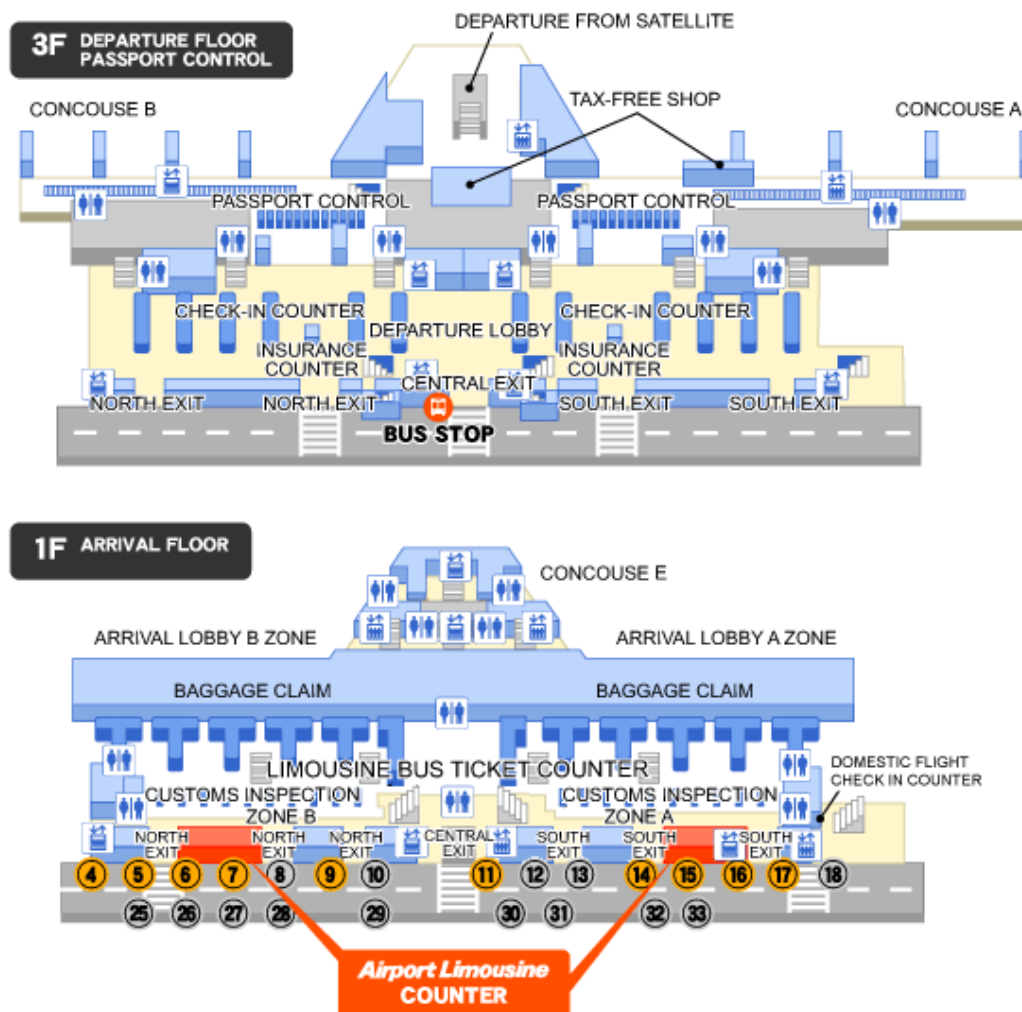 DEPARTURE FROM SATELLITE
3F DEPARTURE FLOOR
PASSPORT CONTROL
CONCOUSE B
TAX-FREE SHOP
CONCOUSE A
PASSPORT CONTROL
PASSPORT CONTROL
CHECK-IN COUNTER
CHECK-IN COUNTER
DEPARTURE LOBBY
INSURANCE
COUNTER
INSURANCE
COUNTER
CENTRAL EXIT
NORTH EXIT
NORTH EXIT
SOUTH EXIT
SOUTH EXIT
BUS STOP
1F ARRIVAL FLOOR
CONCOUSE E
ARRIVAL LOBBY B ZONE
ARRIVAL LOBBY A ZONE
BAGGAGE CLAIM
BAGGAGE CLAIM
LIMOUSINE BUS TICKET COUNTER
DOMESTIC FLIGHT
CHECK IN COUNTER
CUSTOMS INSPECTION
CUSTOMS INSPECTION
ZONE B
ZONE A
NORTH
EXIT
NORTH
EXIT
NORTH
EXIT
CENTRAL
EXIT
SOUTH
EXIT
SOUTH
EXIT
SOUTH
EXIT
4 5 6 7 8 9 10 11 12 13 14 15 16 17 18
25 26 27 28 29 30 31 32 33
Airport Limousine
COUNTER